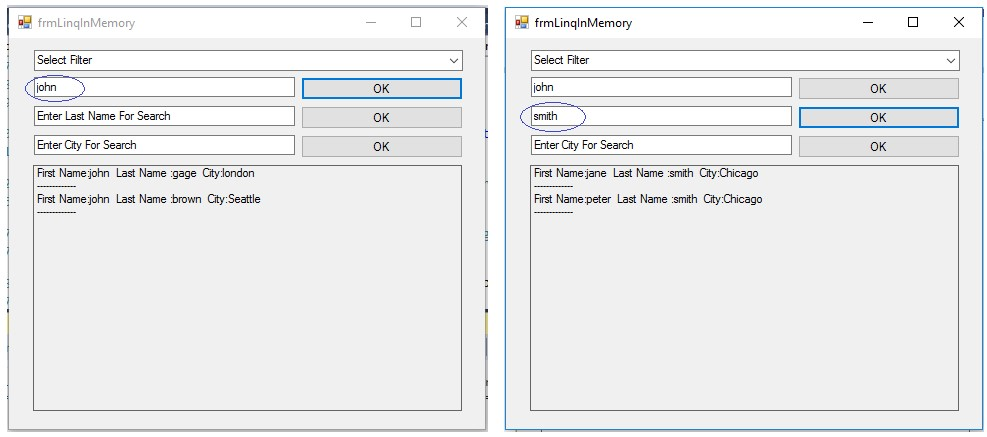 frmLinqInMemory
Select Filter
john
OK
Enter Last Name For Search
OK
Enter City For Search
OK
First Name:john Last Name :gage City:london
-------------
First Name:john Last Name :brown City:Seattle
-------------
frmLinqInMemory
Select Filter
john
OK
smith
OK
Enter City For Search
OK
First Name:jane Last Name :smith City:Chicago
-------------
First Name:peter Last Name :smith City:Chicago
-------------